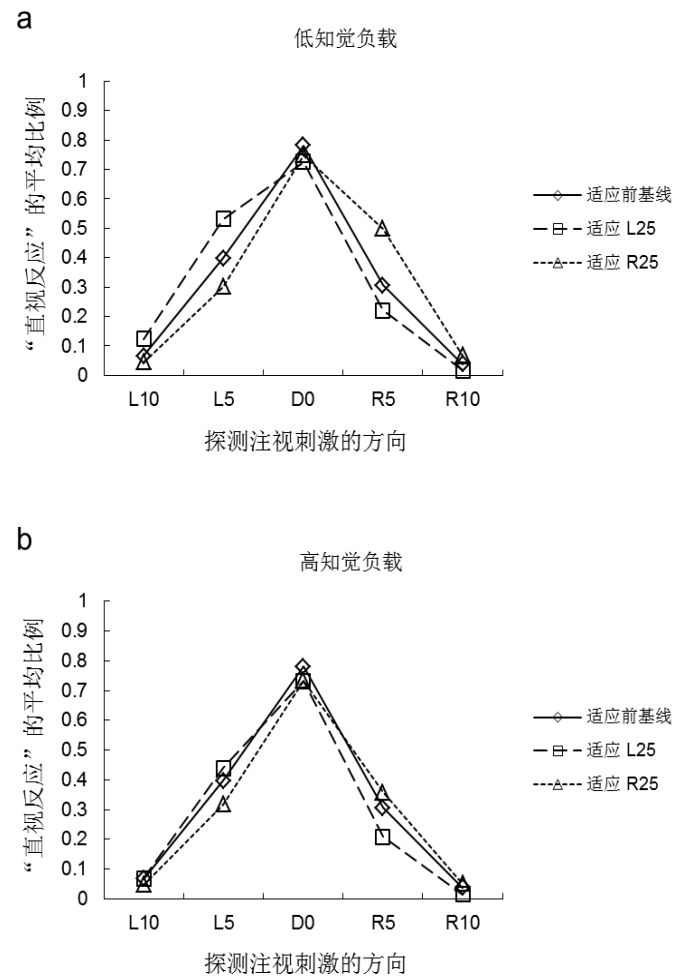 a
低知觉负载
“直视反应”的平均比例
1
0.9
0.8
0.7
0.6
0.5
0.4
0.3
0.2
0.1
0
L10 L5 D0 R5 R10
探测注视刺激的方向
适应前基线
适应 L25
适应 R25
b
高知觉负载
“直视反应”的平均比例
1
0.9
0.8
0.7
0.6
0.5
0.4
0.3
0.2
0.1
0
L10 L5 D0 R5 R10
探测注视刺激的方向
适应前基线
适应 L25
适应 R25